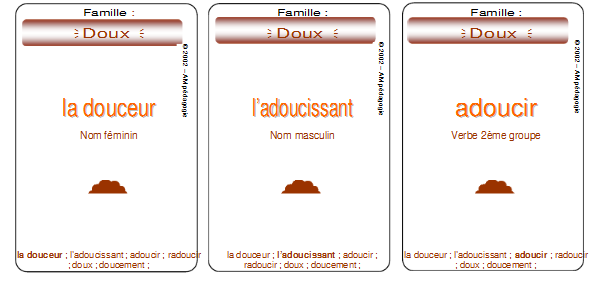 Famille :
Doux
© 2002 – AM pédagogie
la douceur
Nom féminin
la douceur ; l'adoucissant ; adoucir ; radoucir
; doux ; doucement ;
Famille :
Doux
© 2002 – AM pédagogie
l'adoucissant
Nom masculin
la douceur ; l'adoucissant ; adoucir ;
radoucir ; doux ; doucement ;
Famille :
Doux
© 2002 – AM pédagogie
adoucir
Verbe 2ème groupe
la douceur ; l'adoucissant ; adoucir ; radoucir
; doux ; doucement ;